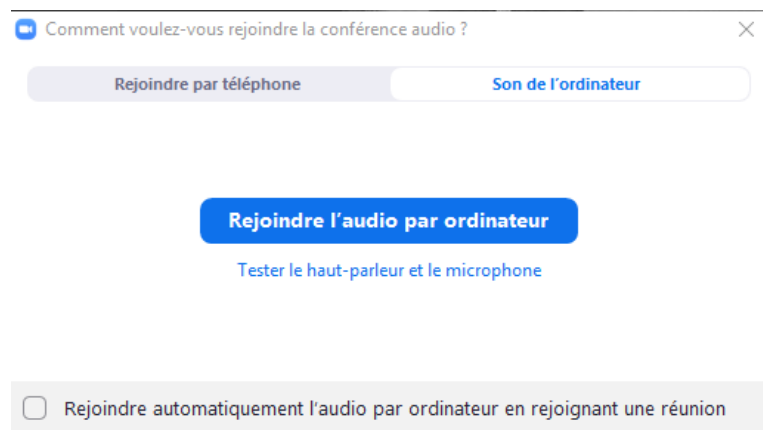 Comment voulez-vous rejoindre la conférence audio ?
Rejoindre par téléphone
Son de l'ordinateur
Rejoindre l'audio par ordinateur
Tester le haut-parleur et le microphone
Rejoindre automatiquement l'audio par ordinateur en rejoignant une réunion